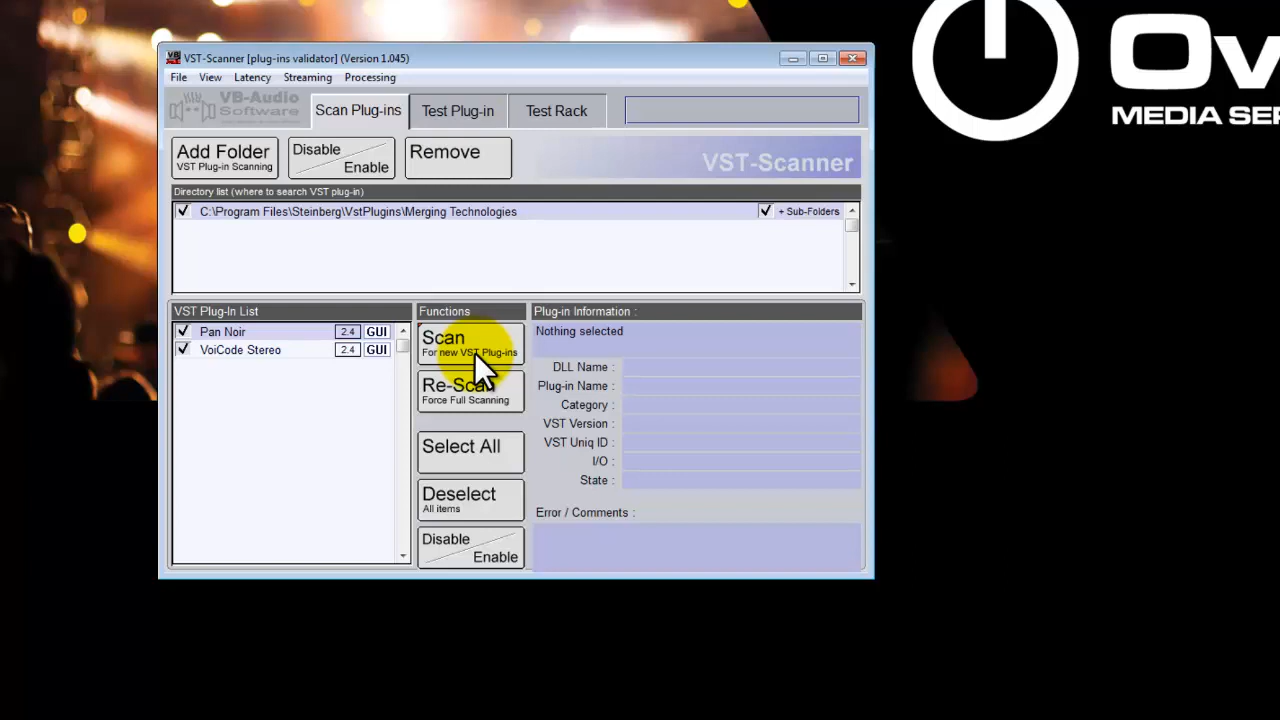 Ov
MEDIA SER
VST-Scanner [plug-ins validator] (Version 1.045)
File View Latency Streaming Processing
VB-Audio
Software
Scan Plug-ins
Test Plug-in
Test Rack
Add Folder
VST Plug-in Scanning
Disable
Enable
Remove
VST-Scanner
Directory list (where to search VST plug-in)
C:\Program Files\Steinberg\VstPlugins\Merging Technologies
+ Sub-Folders
VST Plug-In List
Pan Noir 2.4 GUI
VoiCode Stereo 2.4 GUI
Functions
Scan
For new VST Plug-ins
Re-Scan
Force Full Scanning
Select All
Deselect
All items
Disable
Enable
Plug-in Information :
Nothing selected
DLL Name :
Plug-in Name :
Category :
VST Version :
VST Uniq ID :
I/O :
State :
Error / Comments :